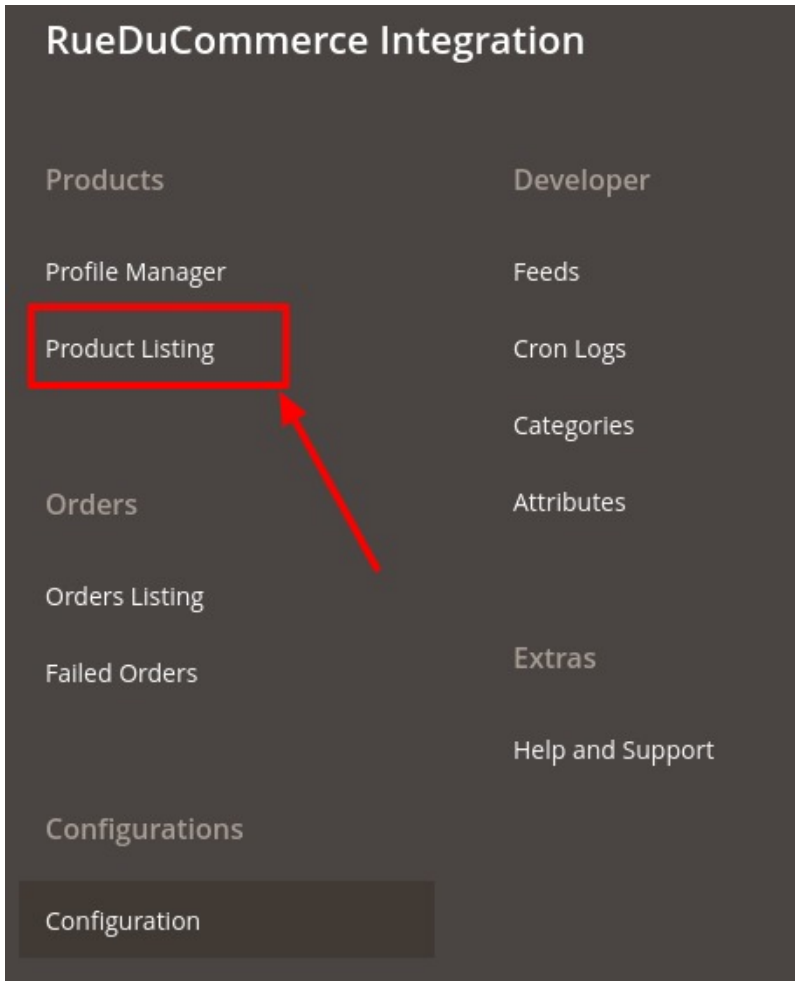 RueDuCommerce Integration
Products
Profile Manager
Product Listing
Orders
Orders Listing
Failed Orders
Configurations
Configuration
Developer
Feeds
Cron Logs
Categories
Attributes
Extras
Help and Support